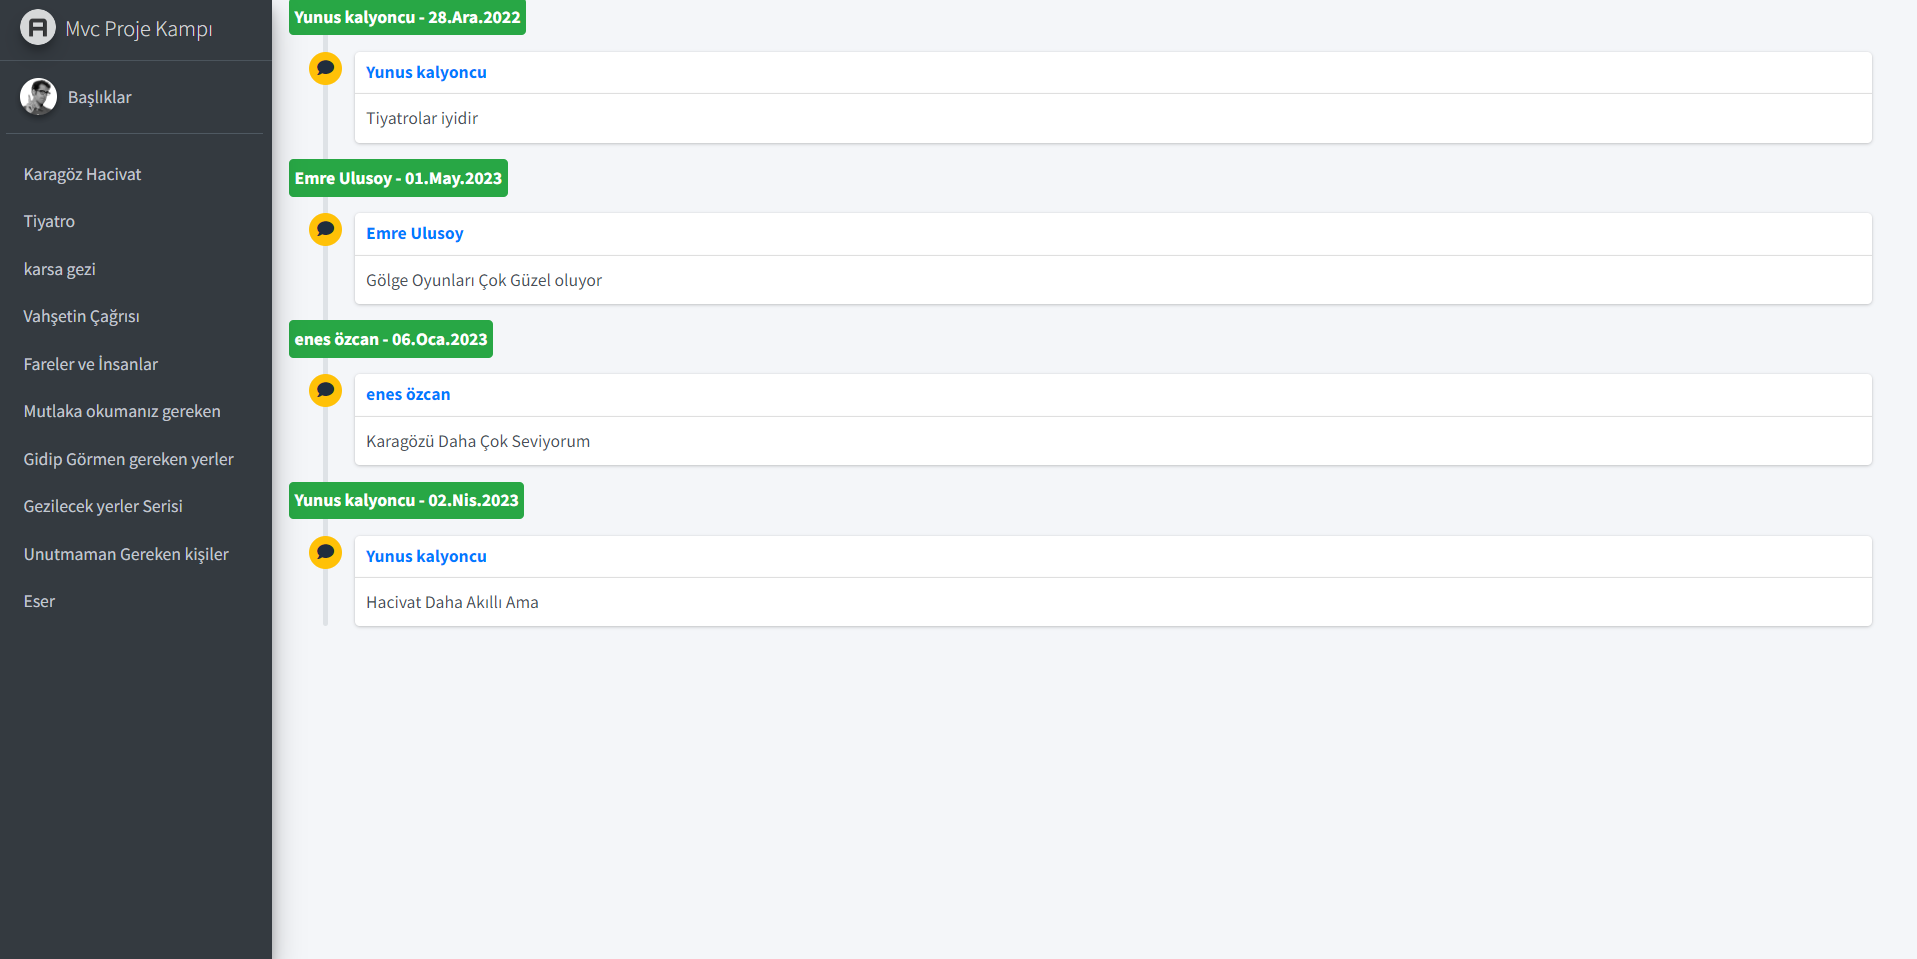 Mvc Proje Kampı
Başlıklar
Karagöz Hacivat
Tiyatro
karsa gezi
Vahşetin Çağrısı
Fareler ve İnsanlar
Mutlaka okumanız gereken
Gidip Görmen gereken yerler
Gezilecek yerler Serisi
Unutmaman Gereken kişiler
Eser
Yunus kalyoncu - 28.Ara.2022
Yunus kalyoncu
Tiyatrolar iyidir
Emre Ulusoy - 01.May.2023
Emre Ulusoy
Gölge Oyunları Çok Güzel oluyor
enes özcan - 06.Oca.2023
enes özcan
Karagözü Daha Çok Seviyorum
Yunus kalyoncu - 02.Nis.2023
Yunus kalyoncu
Hacivat Daha Akıllı Ama